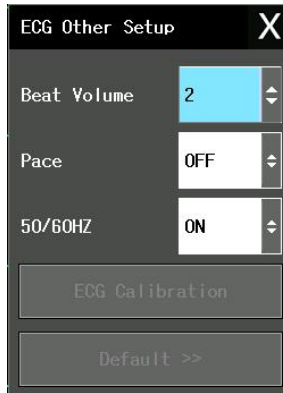 ECG Other Setup X
Beat Volume 2
Pace OFF
50/60HZ ON
ECG Calibration
Default >>